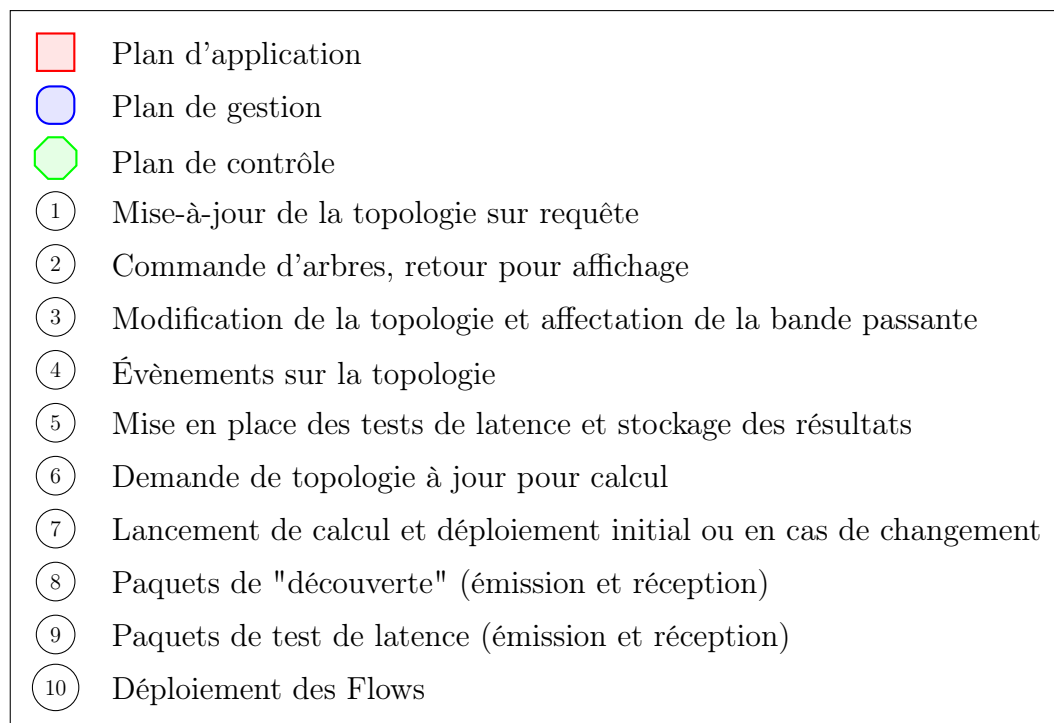 Plan d'application
Plan de gestion
Plan de contrôle
1 Mise-à-jour de la topologie sur requête
2 Commande d'arbres, retour pour affichage
3 Modification de la topologie et affectation de la bande passante
4 Évènements sur la topologie
5 Mise en place des tests de latence et stockage des résultats
6 Demande de topologie à jour pour calcul
7 Lancement de calcul et déploiement initial ou en cas de changement
8 Paquets de "découverte" (émission et réception)
9 Paquets de test de latence (émission et réception)
10 Déploiement des Flows